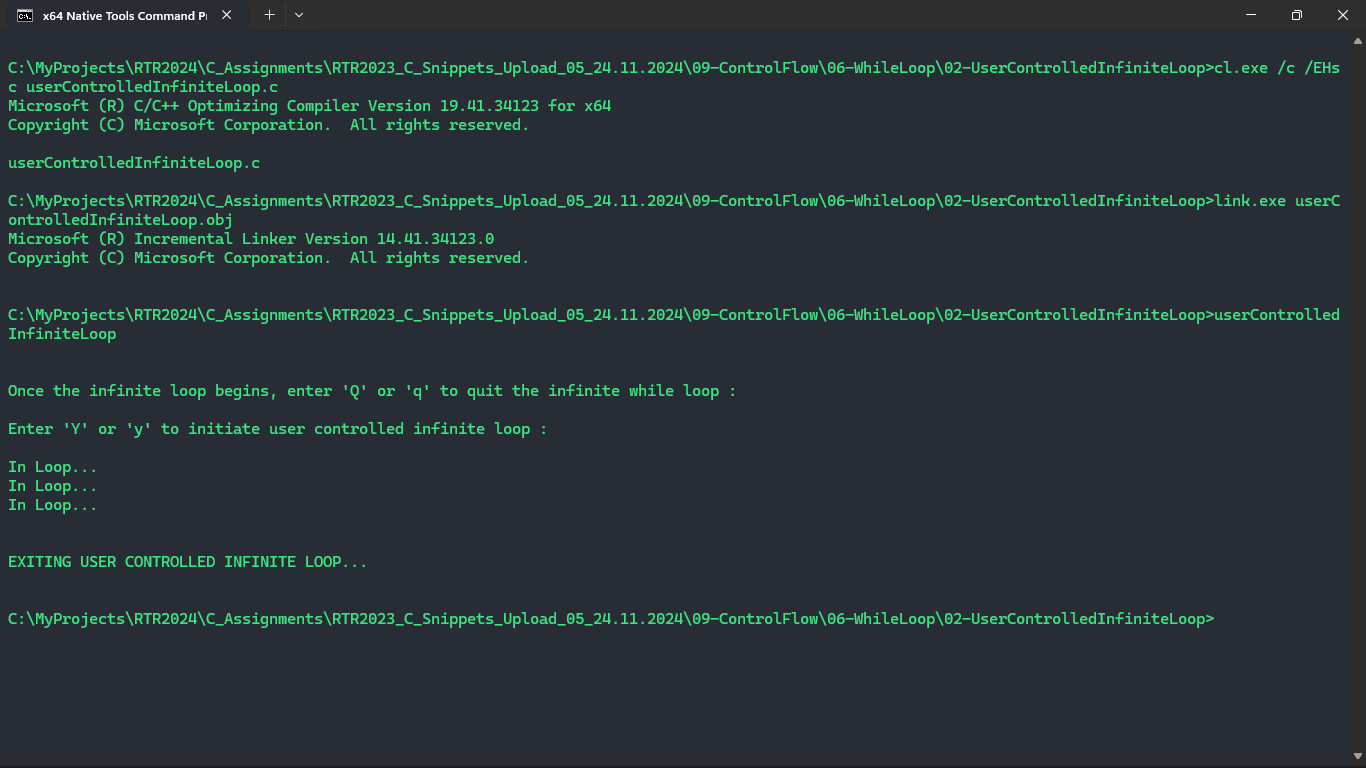 x64 Native Tools Command Pr
C:\MyProjects\RTR2024\C_Assignments\RTR2023_C_Snippets_Upload_05_24.11.2024\09-ControlFlow\06-WhileLoop\02-UserControlledInfiniteLoop>cl.exe /c /EHs
c userControlledInfiniteLoop.c
Microsoft (R) C/C++ Optimizing Compiler Version 19.41.34123 for x64
Copyright (C) Microsoft Corporation.  All rights reserved.
userControlledInfiniteLoop.c
C:\MyProjects\RTR2024\C_Assignments\RTR2023_C_Snippets_Upload_05_24.11.2024\09-ControlFlow\06-WhileLoop\02-UserControlledInfiniteLoop>link.exe userC
ontrolledInfiniteLoop.obj
Microsoft (R) Incremental Linker Version 14.41.34123.0
Copyright (C) Microsoft Corporation.  All rights reserved.
C:\MyProjects\RTR2024\C_Assignments\RTR2023_C_Snippets_Upload_05_24.11.2024\09-ControlFlow\06-WhileLoop\02-UserControlledInfiniteLoop>userControlled
InfiniteLoop
Once the infinite loop begins, enter 'Q' or 'q' to quit the infinite while loop :
Enter 'Y' or 'y' to initiate user controlled infinite loop :
In Loop...
In Loop...
In Loop...
EXITING USER CONTROLLED INFINITE LOOP...
C:\MyProjects\RTR2024\C_Assignments\RTR2023_C_Snippets_Upload_05_24.11.2024\09-ControlFlow\06-WhileLoop\02-UserControlledInfiniteLoop>